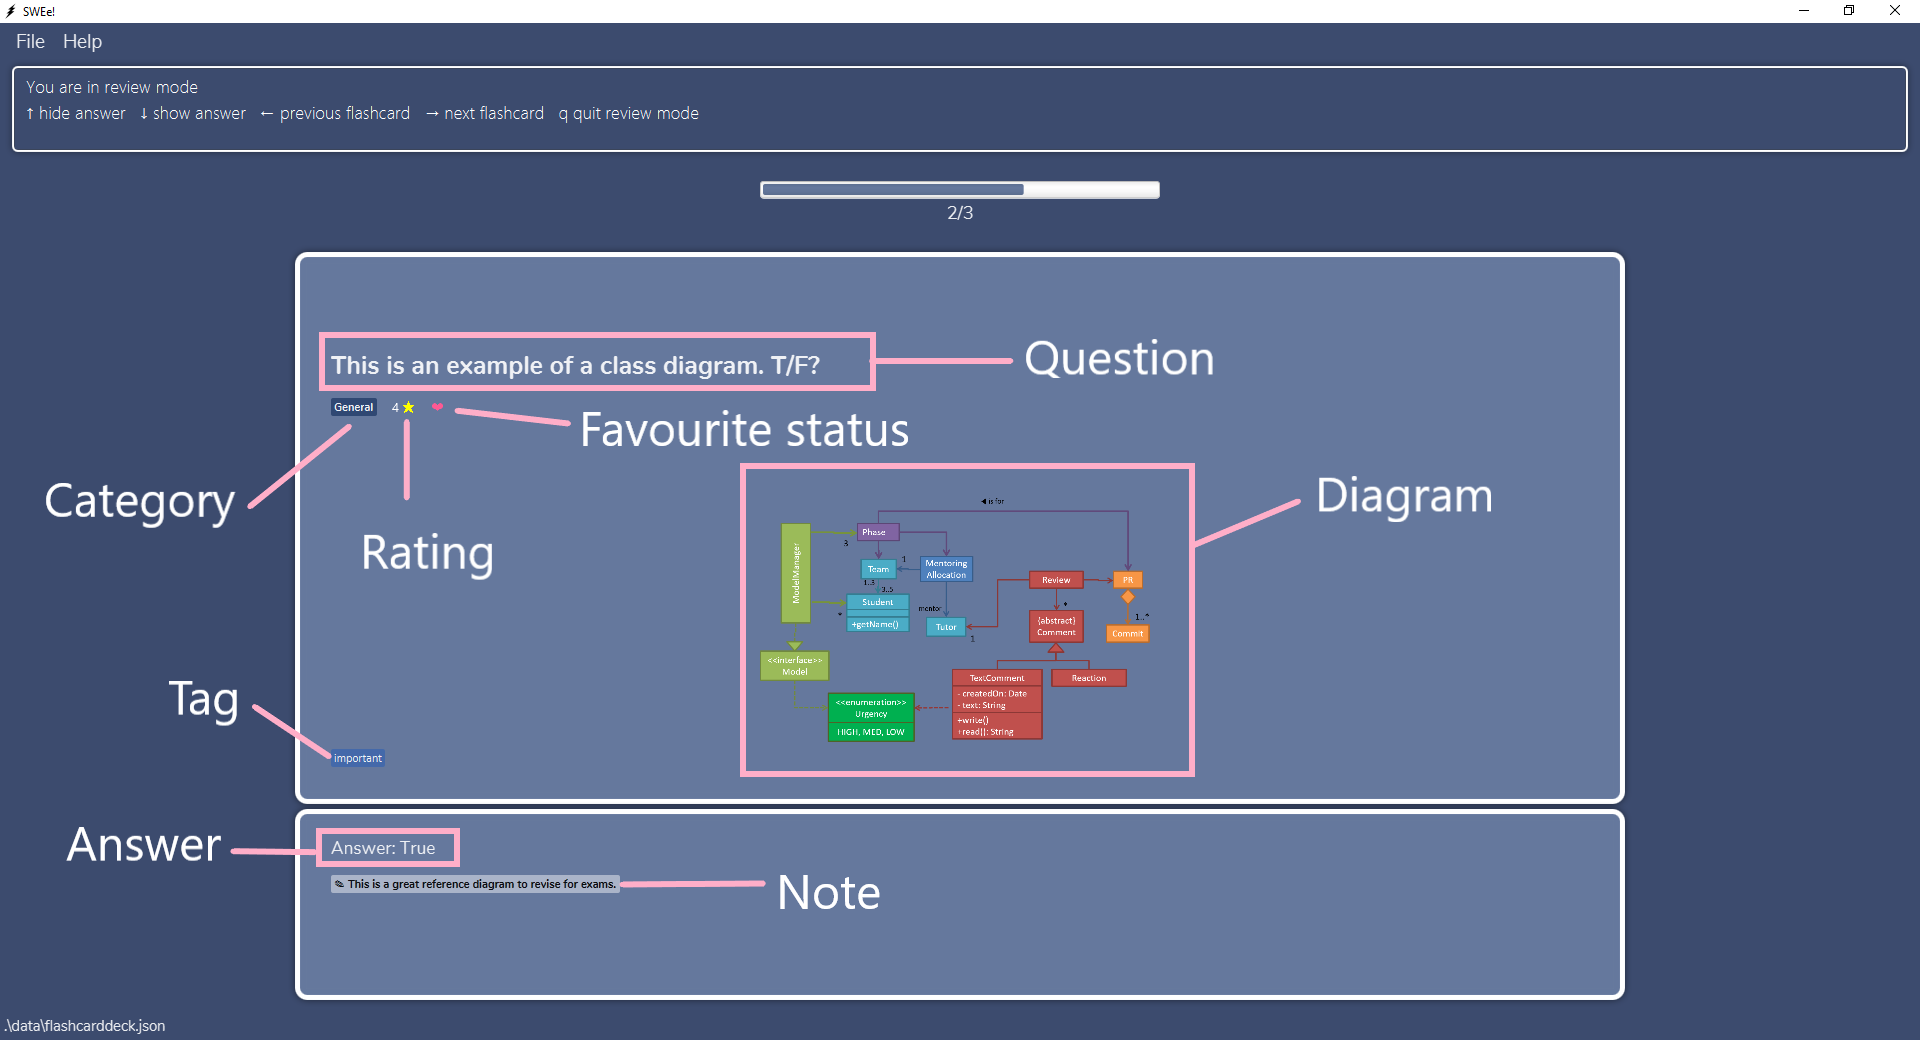 SWEe!
File Help
You are in review mode
↑ hide answer ↓ show answer ← previous flashcard → next flashcard q quit review mode
2/3
This is an example of a class diagram. T/F?
Question
General 4
Favourite status
Category
Rating
Diagram
◄ is for
ModelManager
Phase
3
Team
1
Mentoring
Allocation
1..3
3..5
Student
*
+getName()
mentor
Tutor
1
Review
PR
*
{abstract}
Comment
1..*
Commit
<<interface>>
Model
TextComment
- createdOn: Date
- text: String
+write()
+read(): String
Reaction
<<enumeration>>
Urgency
HIGH, MED, LOW
Tag
important
Answer
Answer: True
✎ This is a great reference diagram to revise for exams.
Note
.\data\flashcarddeck.json